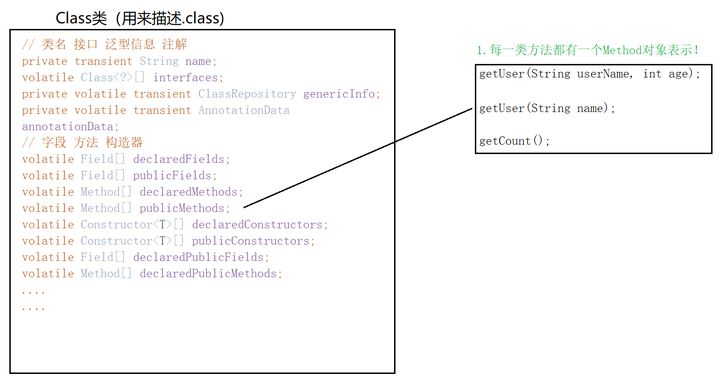 Class类（用来描述.class)
// 类名 接口 泛型信息 注解
private transient String name;
volatile Class<?>[] interfaces;
private volatile transient ClassRepository genericInfo;
private volatile transient AnnotationData
annotationData;
// 字段 方法 构造器
volatile Field[] declaredFields;
volatile Field[] publicFields;
volatile Method[] declaredMethods;
volatile Method[] publicMethods;
volatile Constructor<T>[] declaredConstructors;
volatile Constructor<T>[] publicConstructors;
volatile Field[] declaredPublicFields;
volatile Method[] declaredPublicMethods;
....
....
1.每一类方法都有一个Method对象表示！
getUser(String userName, int age);
getUser(String name);
getCount();